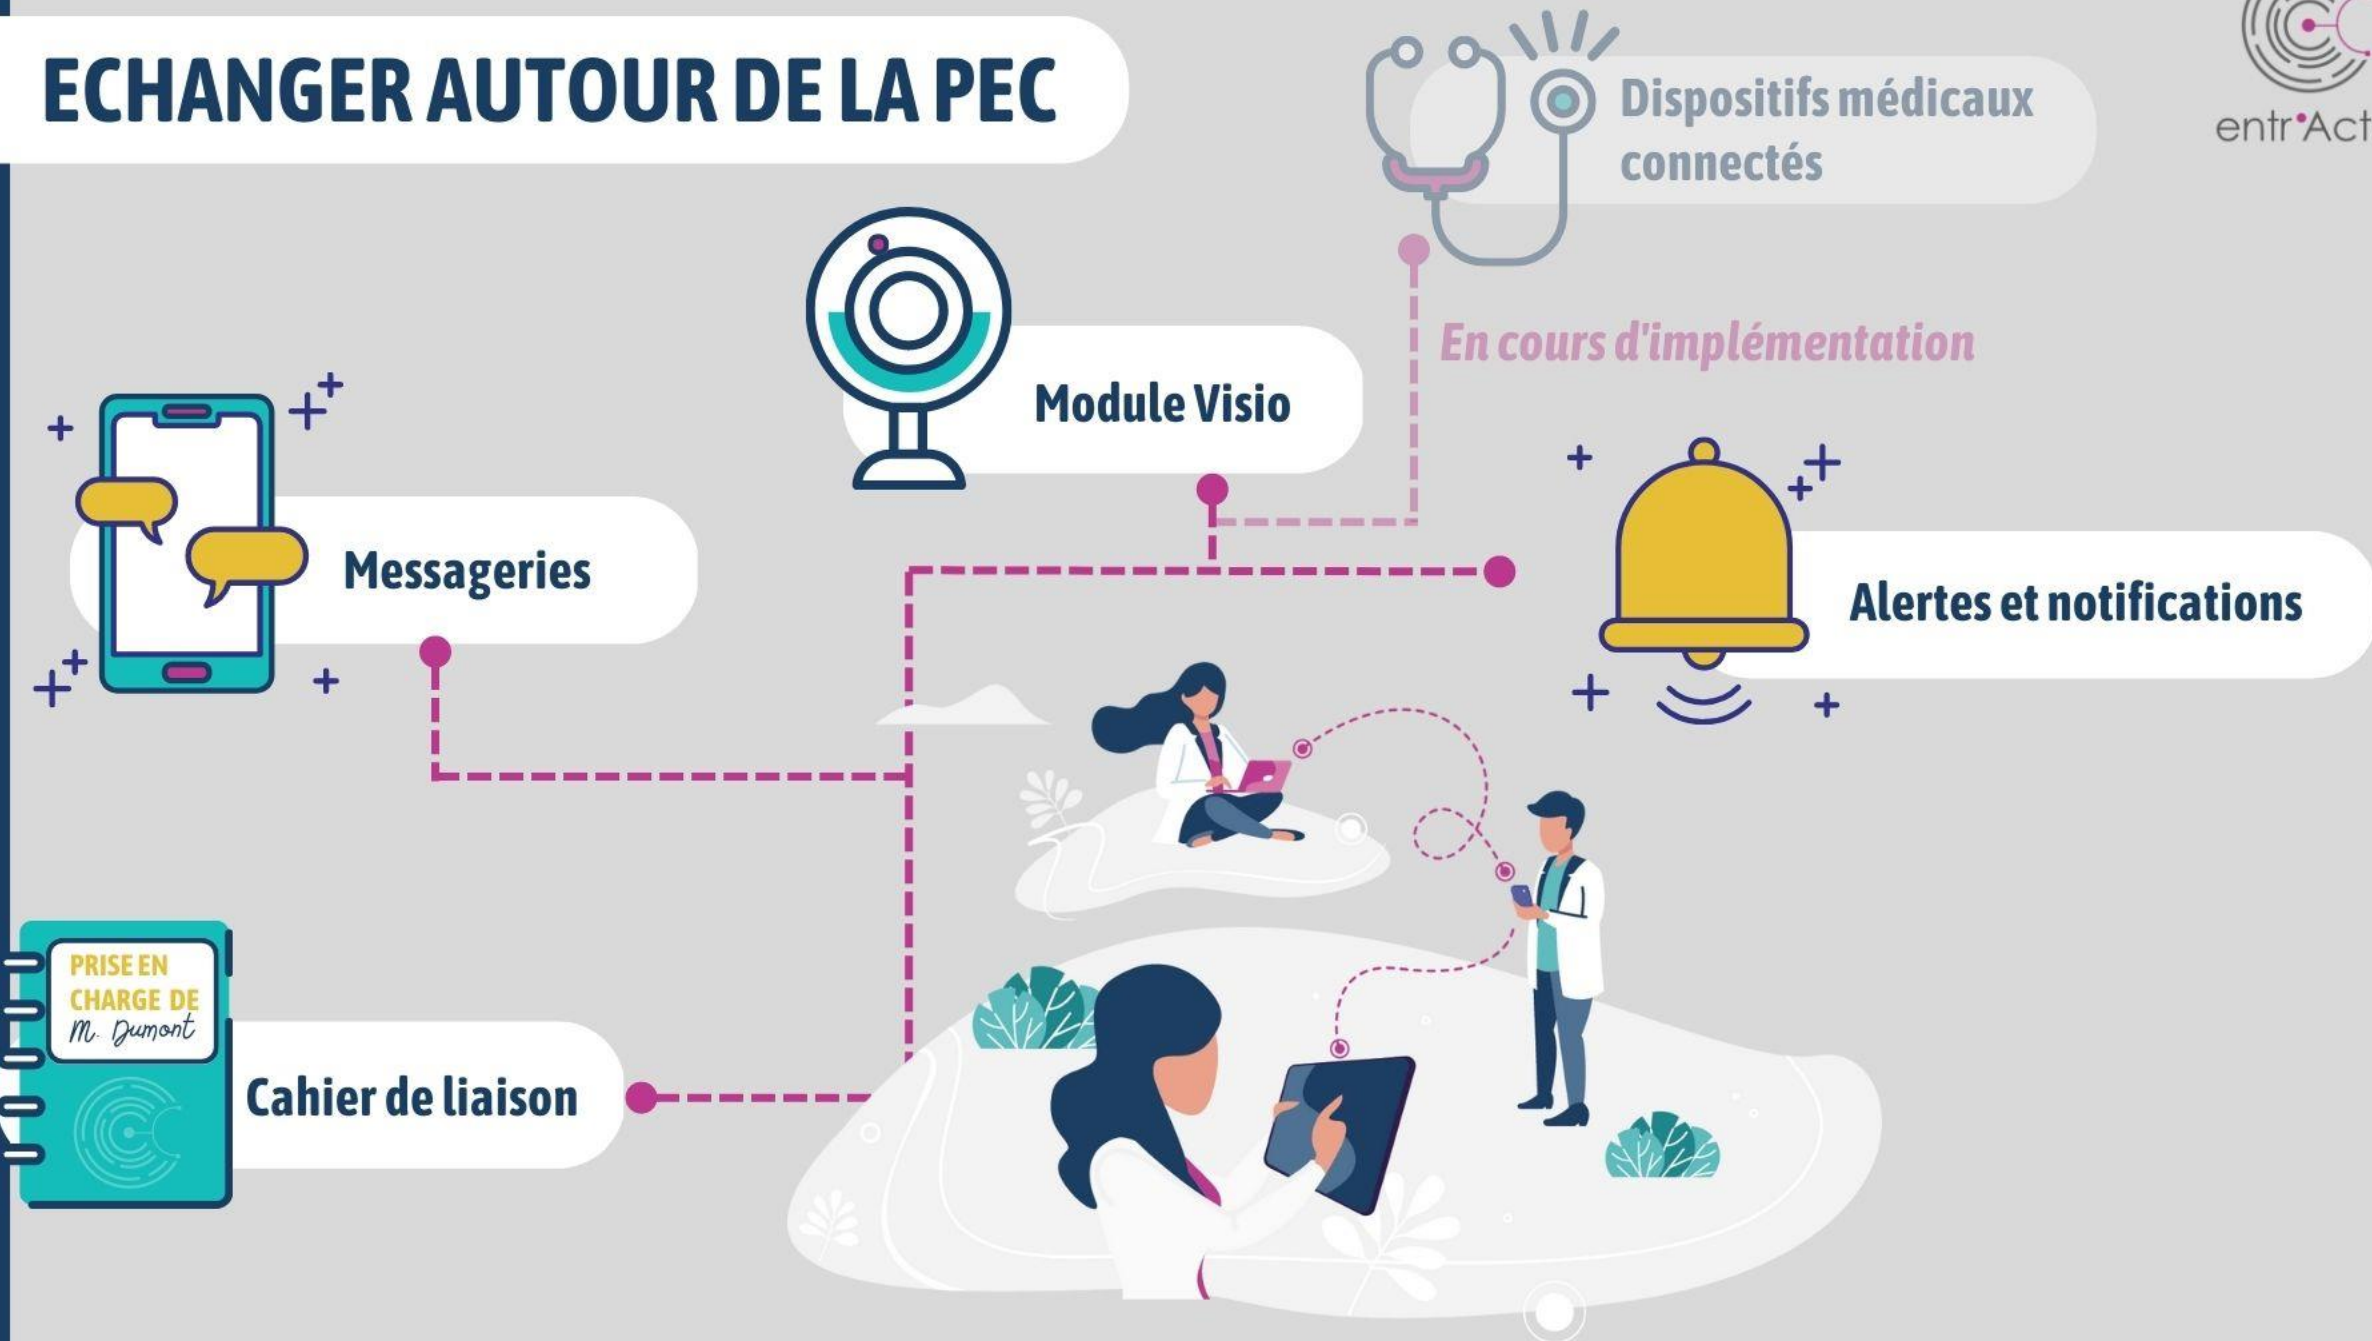 ECHANGER AUTOUR DE LA PEC
Dispositifs médicaux
connectés
entr'Act
En cours d'implémentation
Module Visio
Messageries
Alertes et notifications
PRISE EN
CHARGE DE
M. Dumont
Cahier de liaison